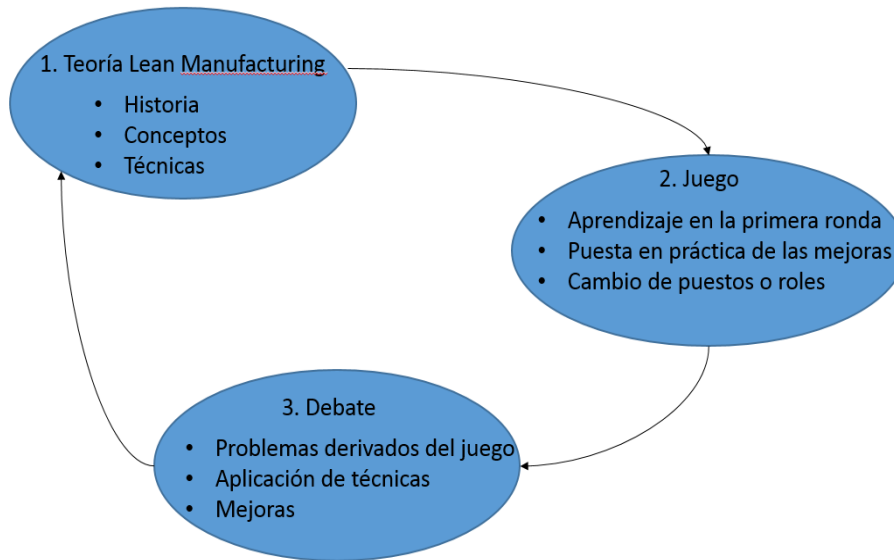 1. Teoría Lean Manufacturing
• Historia
• Conceptos
• Técnicas
2. Juego
• Aprendizaje en la primera ronda
• Puesta en práctica de las mejoras
• Cambio de puestos o roles
3. Debate
• Problemas derivados del juego
• Aplicación de técnicas
• Mejoras